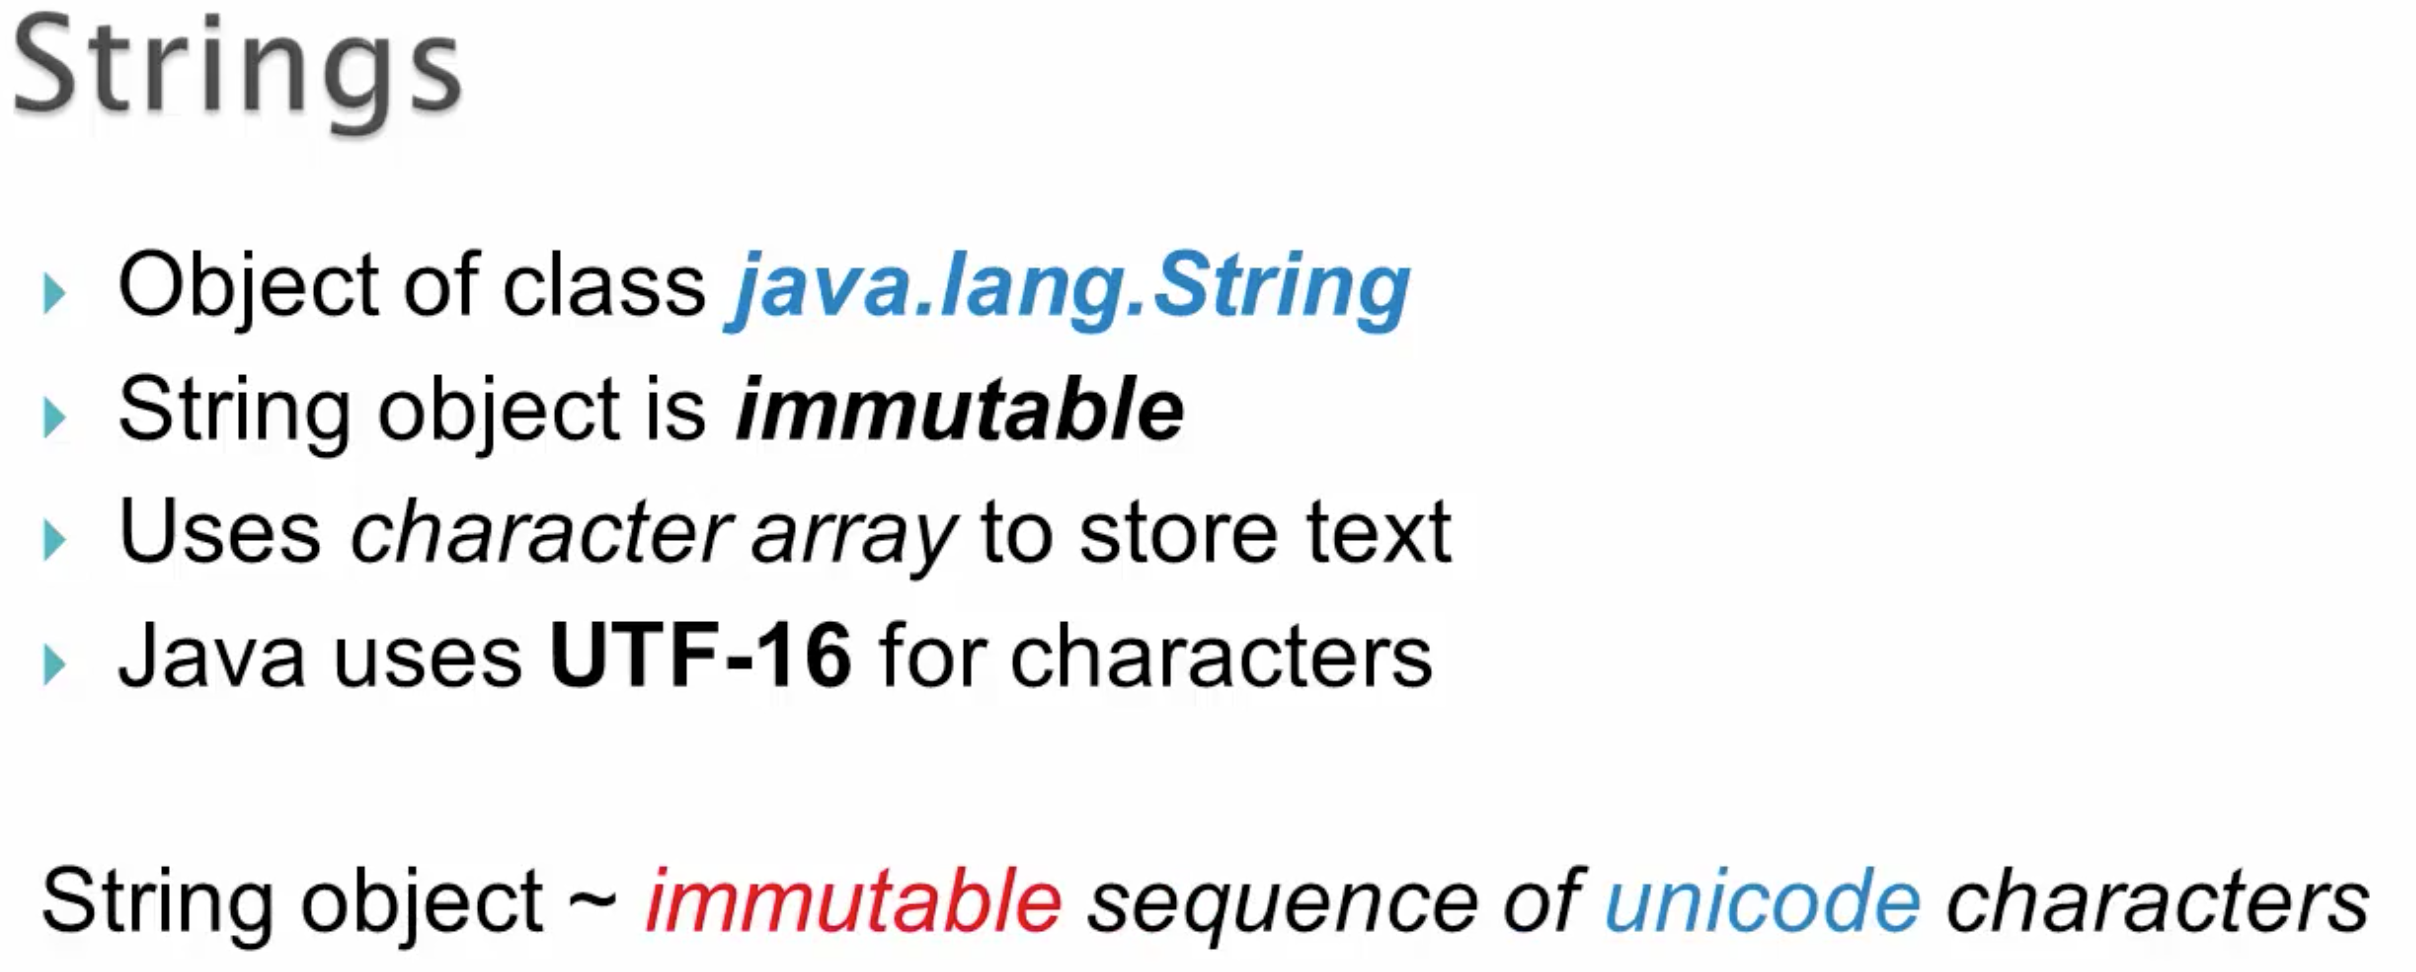 Strings
Object of class java.lang.String
String object is immutable
Uses character array to store text
Java uses UTF-16 for characters
String object ~ immutable sequence of unicode characters